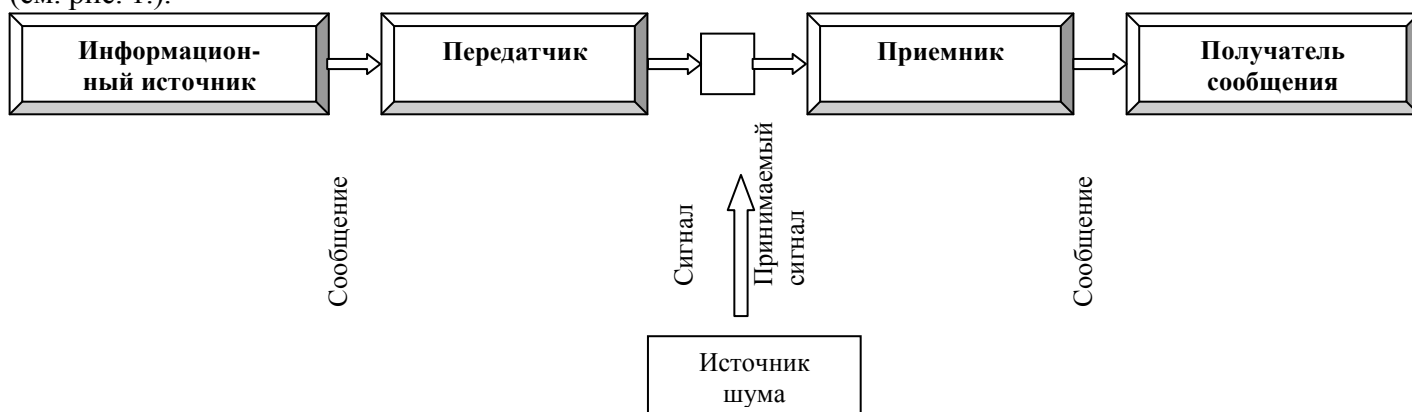 (см. рис. 1.).
Информацион-
ный источник
Передатчик
Приемник
Получатель
сообщения
Сообщение
Сигнал
Принимаемый
сигнал
Сообщение
Источник
шума